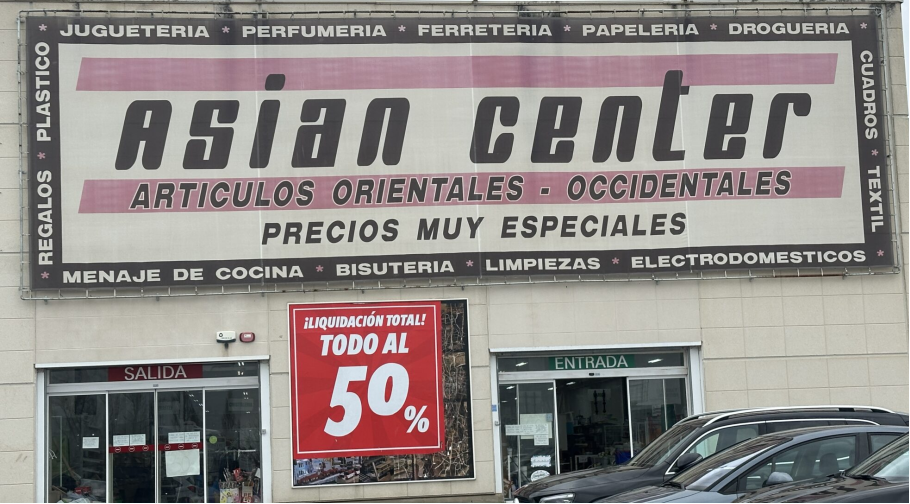 * JUGUETERIA * PERFUMERIA * FERRETERIA * PAPELERIA * DROGUERIA *
REGALOS * PLASTICO
CUADROS * TEXTIL
asian center
ARTICULOS ORIENTALES - OCCIDENTALES
PRECIOS MUY ESPECIALES
* MENAJE DE COCINA * BISUTERIA * LIMPIEZAS * ELECTRODOMESTICOS *
¡LIQUIDACIÓN TOTAL!
TODO AL
50%
SALIDA
ENTRADA